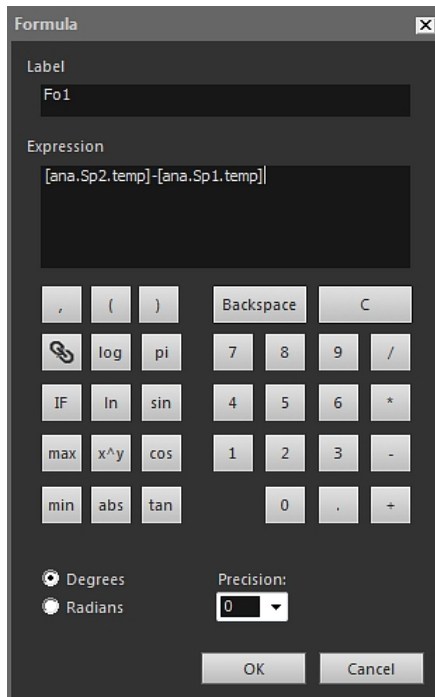 Formula
Label
Fo1
Expression
[ana.Sp2.temp]-[ana.Sp1.temp]
, ( ) Backspace C
log pi 7 8 9 /
IF ln sin 4 5 6 *
max x^y cos 1 2 3 -
min abs tan 0 . +
Degrees Precision:
Radians 0
OK Cancel